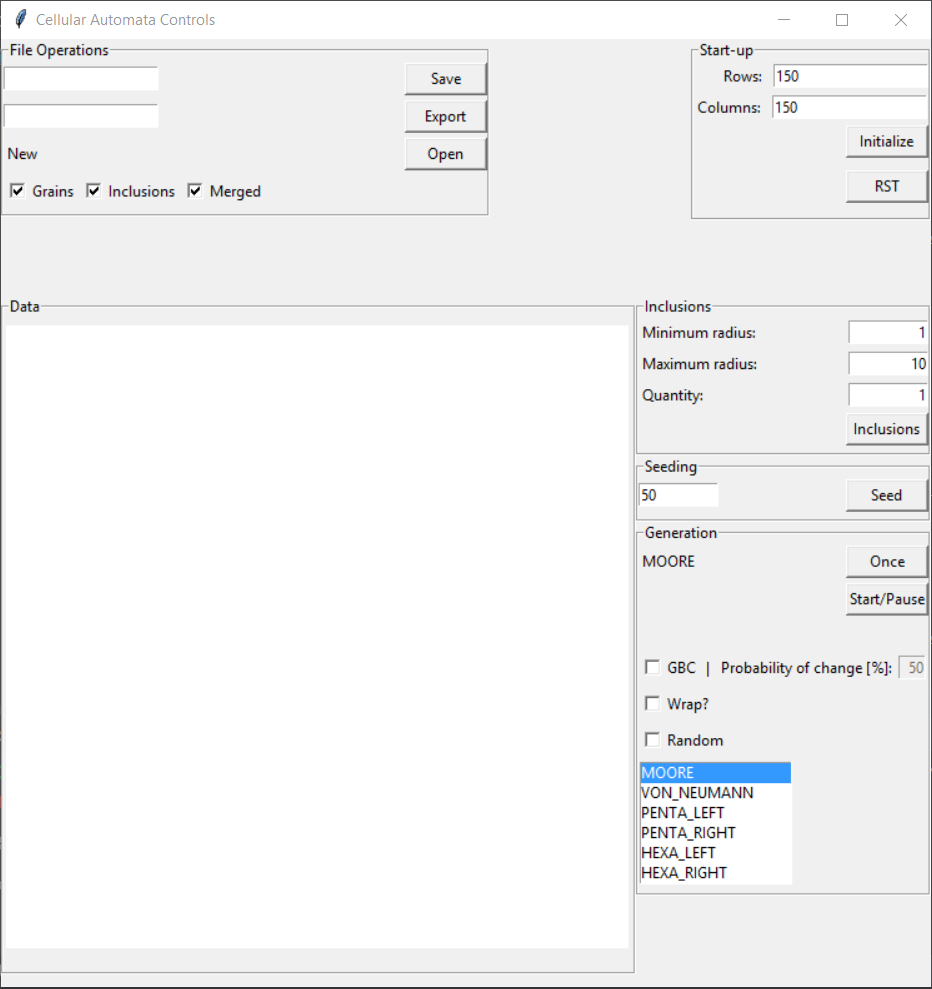 Cellular Automata Controls
File Operations
Save
Export
New
Open
Grains Inclusions Merged
Start-up
Rows: 150
Columns: 150
Initialize
RST
Data
Inclusions
Minimum radius: 1
Maximum radius: 10
Quantity: 1
Inclusions
Seeding
50 Seed
Generation
MOORE Once
Start/Pause
GBC | Probability of change [%]: 50
Wrap?
Random
MOORE
VON_NEUMANN
PENTA_LEFT
PENTA_RIGHT
HEXA_LEFT
HEXA_RIGHT